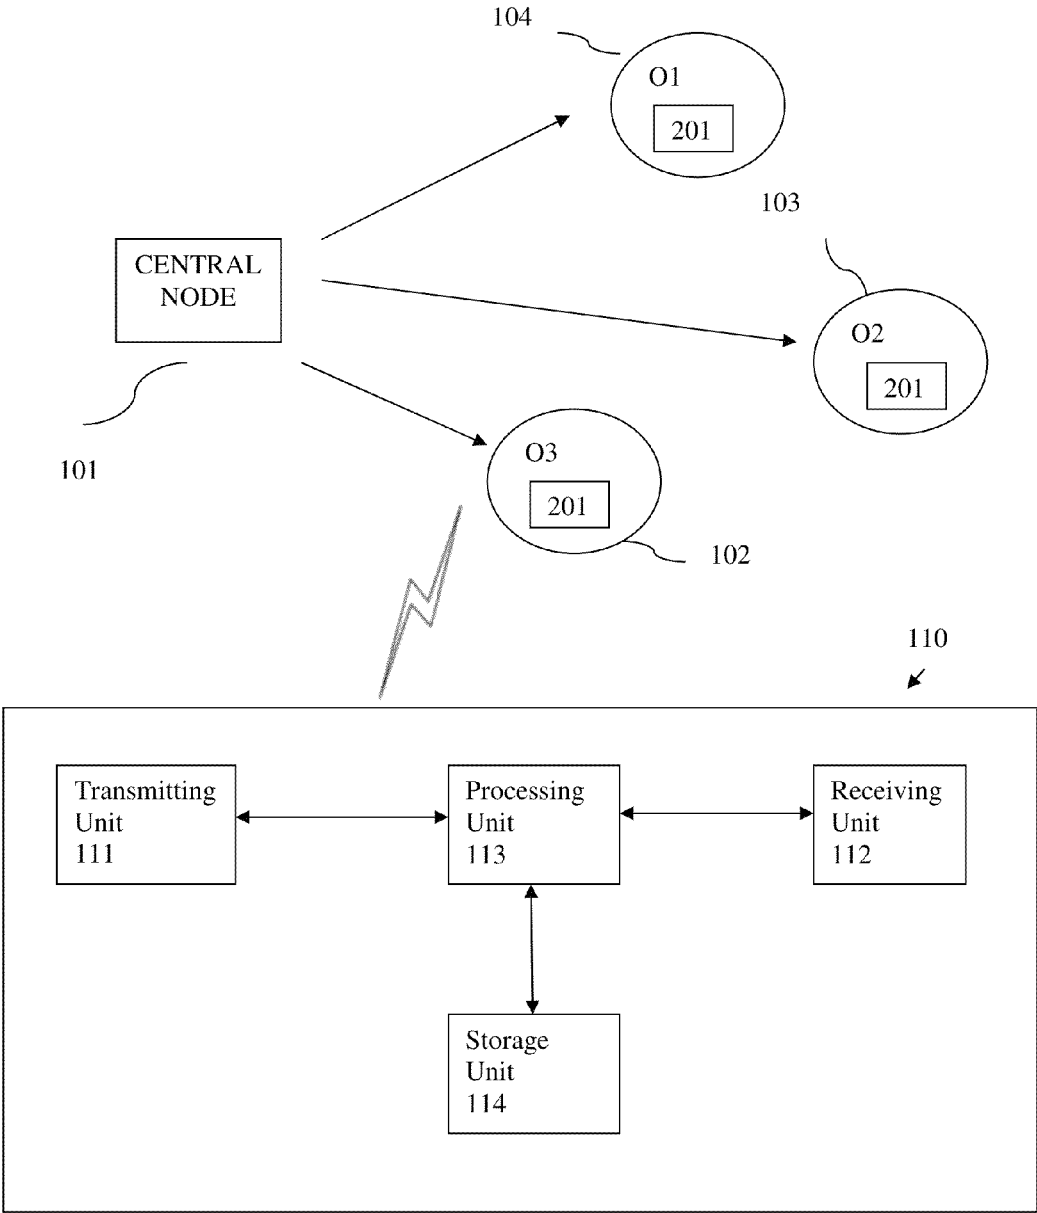 104
O1
201
103
CENTRAL
NODE
O2
201
O3
201
101
102
110
Transmitting
Unit
111
Processing
Unit
113
Receiving
Unit
112
Storage
Unit
114